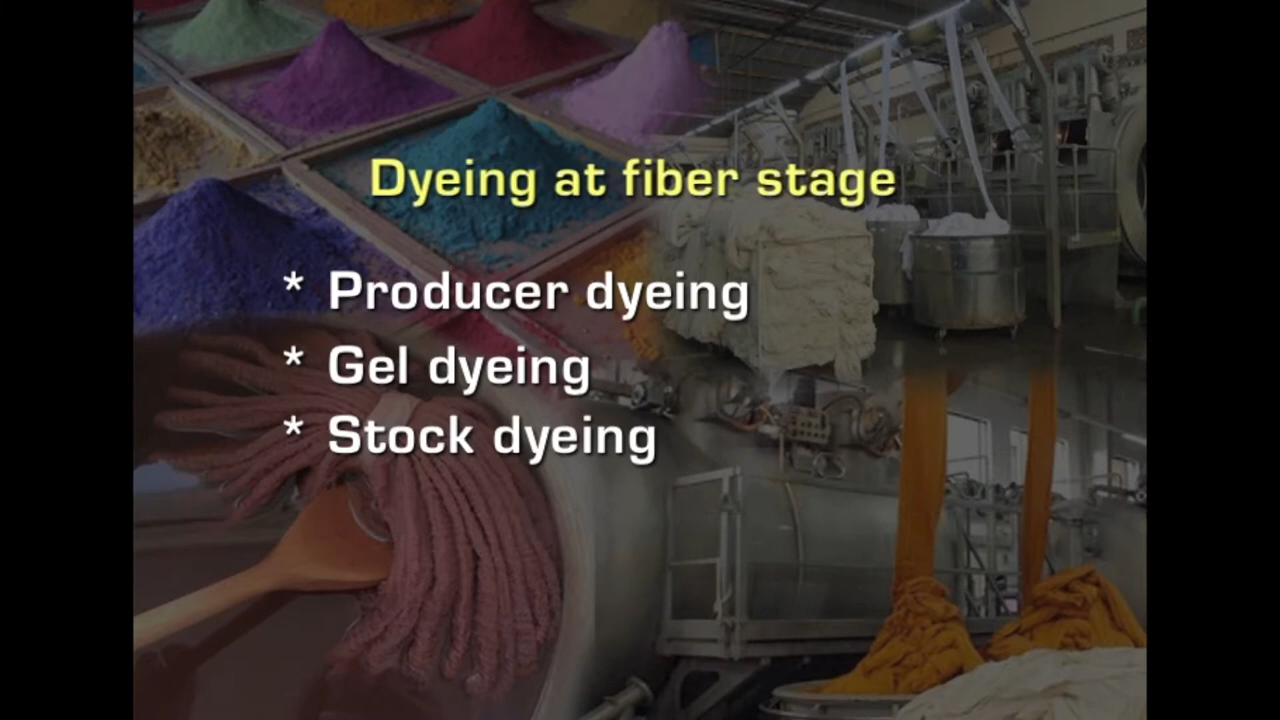 Dyeing at fiber stage
* Producer dyeing
* Gel dyeing
* Stock dyeing